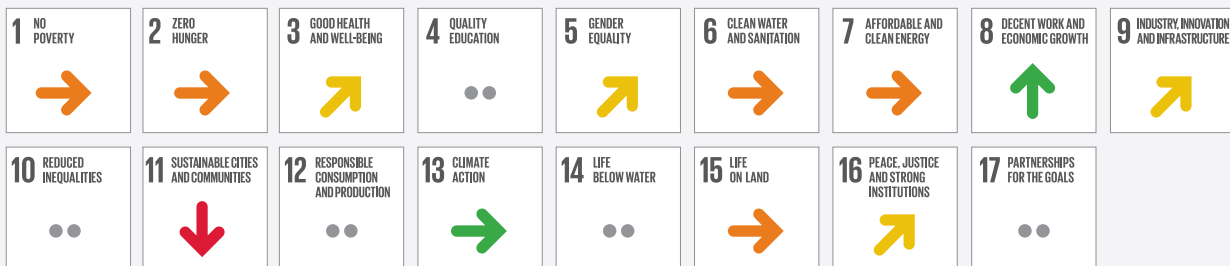 1 NO
POVERTY
2 ZERO
HUNGER
3 GOOD HEALTH
AND WELL-BEING
4 QUALITY
EDUCATION
5 GENDER
EQUALITY
6 CLEAN WATER
AND SANITATION
7 AFFORDABLE AND
CLEAN ENERGY
8 DECENT WORK AND
ECONOMIC GROWTH
9 INDUSTRY, INNOVATION
AND INFRASTRUCTURE
10 REDUCED
INEQUALITIES
11 SUSTAINABLE CITIES
AND COMMUNITIES
12 RESPONSIBLE
CONSUMPTION
AND PRODUCTION
13 CLIMATE
ACTION
14 LIFE
BELOW WATER
15 LIFE
ON LAND
16 PEACE, JUSTICE
AND STRONG
INSTITUTIONS
17 PARTNERSHIPS
FOR THE GOALS